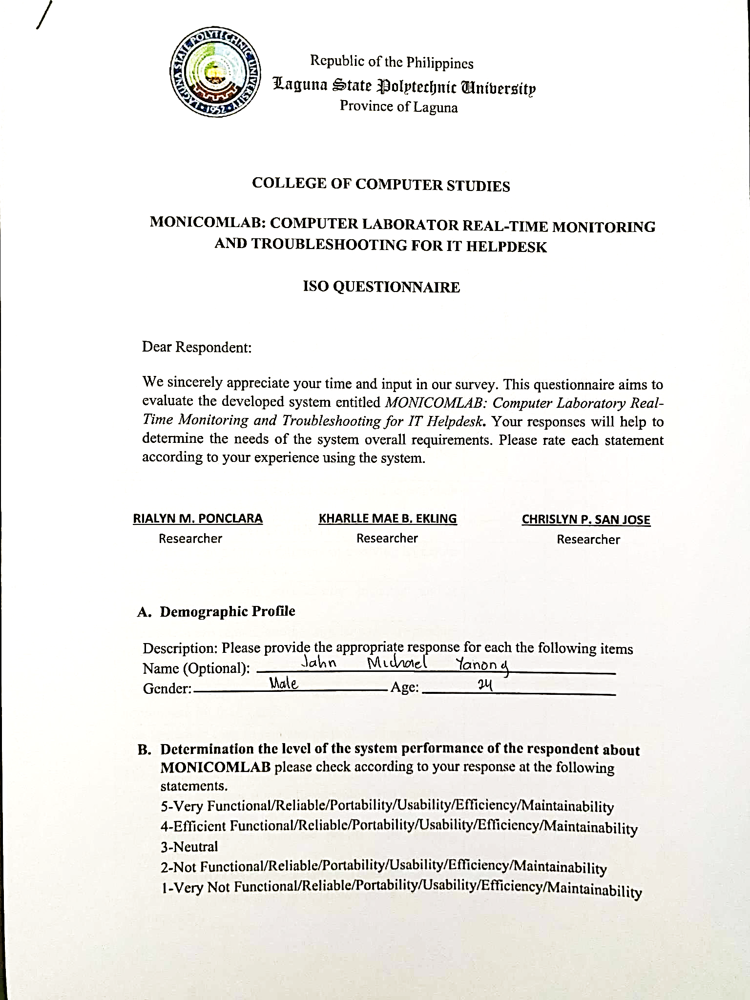 LAGUNA STATE POLYTECHNIC UNIVERSITY
1952
Republic of the Philippines
Laguna State Polytechnic University
Province of Laguna
COLLEGE OF COMPUTER STUDIES
MONICOMLAB: COMPUTER LABORATOR REAL-TIME MONITORING
AND TROUBLESHOOTING FOR IT HELPDESK
ISO QUESTIONNAIRE
Dear Respondent:
We sincerely appreciate your time and input in our survey. This questionnaire aims to
evaluate the developed system entitled MONICOMLAB: Computer Laboratory Real-
Time Monitoring and Troubleshooting for IT Helpdesk. Your responses will help to
determine the needs of the system overall requirements. Please rate each statement
according to your experience using the system.
RIALYN M. PONCLARA KHARLLE MAE B. EKLING CHRISLYN P. SAN JOSE
Researcher Researcher Researcher
A. Demographic Profile
Description: Please provide the appropriate response for each the following items
Name (Optional): Jahn Michael Yanong
Gender: Male Age: 24
B. Determination the level of the system performance of the respondent about
MONICOMLAB please check according to your response at the following
statements.
5-Very Functional/Reliable/Portability/Usability/Efficiency/Maintainability
4-Efficient Functional/Reliable/Portability/Usability/Efficiency/Maintainability
3-Neutral
2-Not Functional/Reliable/Portability/Usability/Efficiency/Maintainability
1-Very Not Functional/Reliable/Portability/Usability/Efficiency/Maintainability